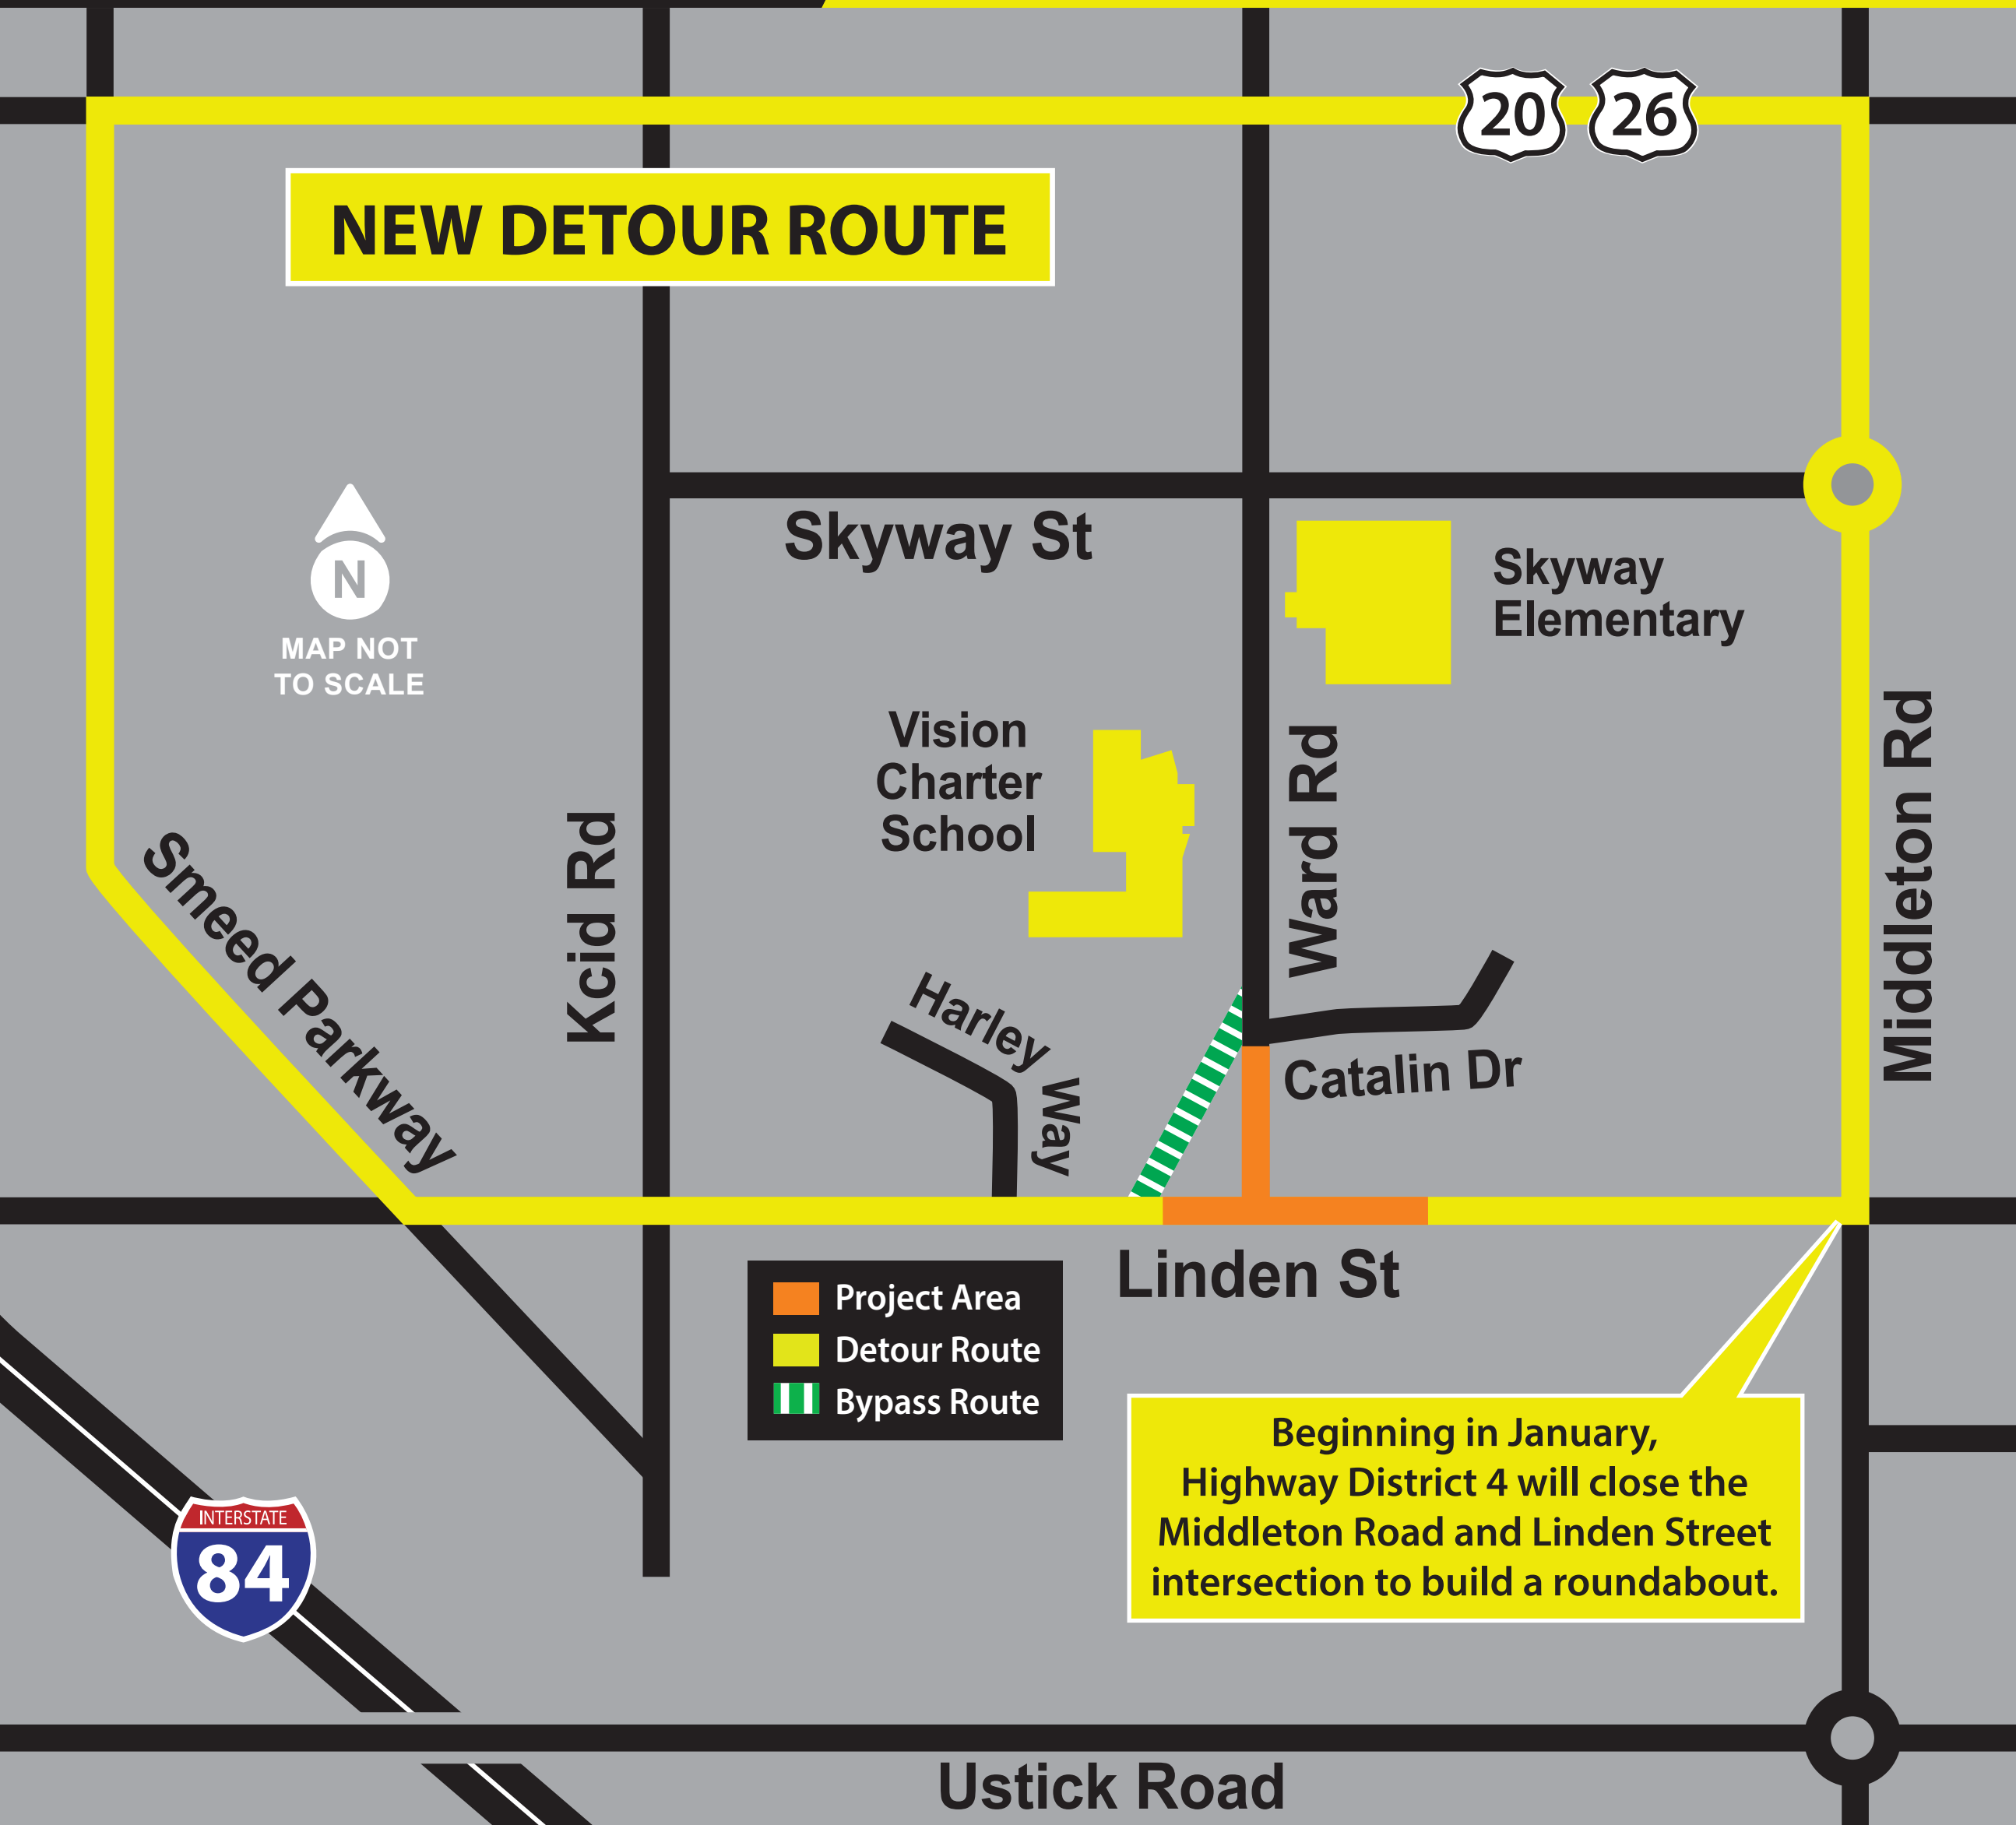 20
26
NEW DETOUR ROUTE
Skyway St
Skyway
Elementary
N
MAP NOT
TO SCALE
Vision
Charter
School
Ward Rd
Middleton Rd
Kcid Rd
Smeed Parkway
Harley Way
Catalin Dr
Linden St
Project Area
Detour Route
Bypass Route
Beginning in January,
Highway District 4 will close the
Middleton Road and Linden Street
intersection to build a roundabout.
INTERSTATE
84
Ustick Road